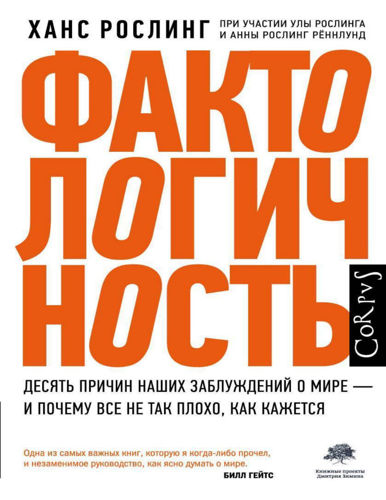 ХАНС РОСЛИНГ
ПРИ УЧАСТИИ УЛЫ РОСЛИНГА
И АННЫ РОСЛИНГ РЁННЛУНД
ФАКТО
ЛОГИЧ
НОСТЬ
CORPVS
ДЕСЯТЬ ПРИЧИН НАШИХ ЗАБЛУЖДЕНИЙ О МИРЕ —
И ПОЧЕМУ ВСЕ НЕ ТАК ПЛОХО, КАК КАЖЕТСЯ
Одна из самых важных книг, которую я когда-либо прочел,
и незаменимое руководство, как ясно думать о мире.
БИЛЛ ГЕЙТС
Книжные проекты
Дмитрия Зимина